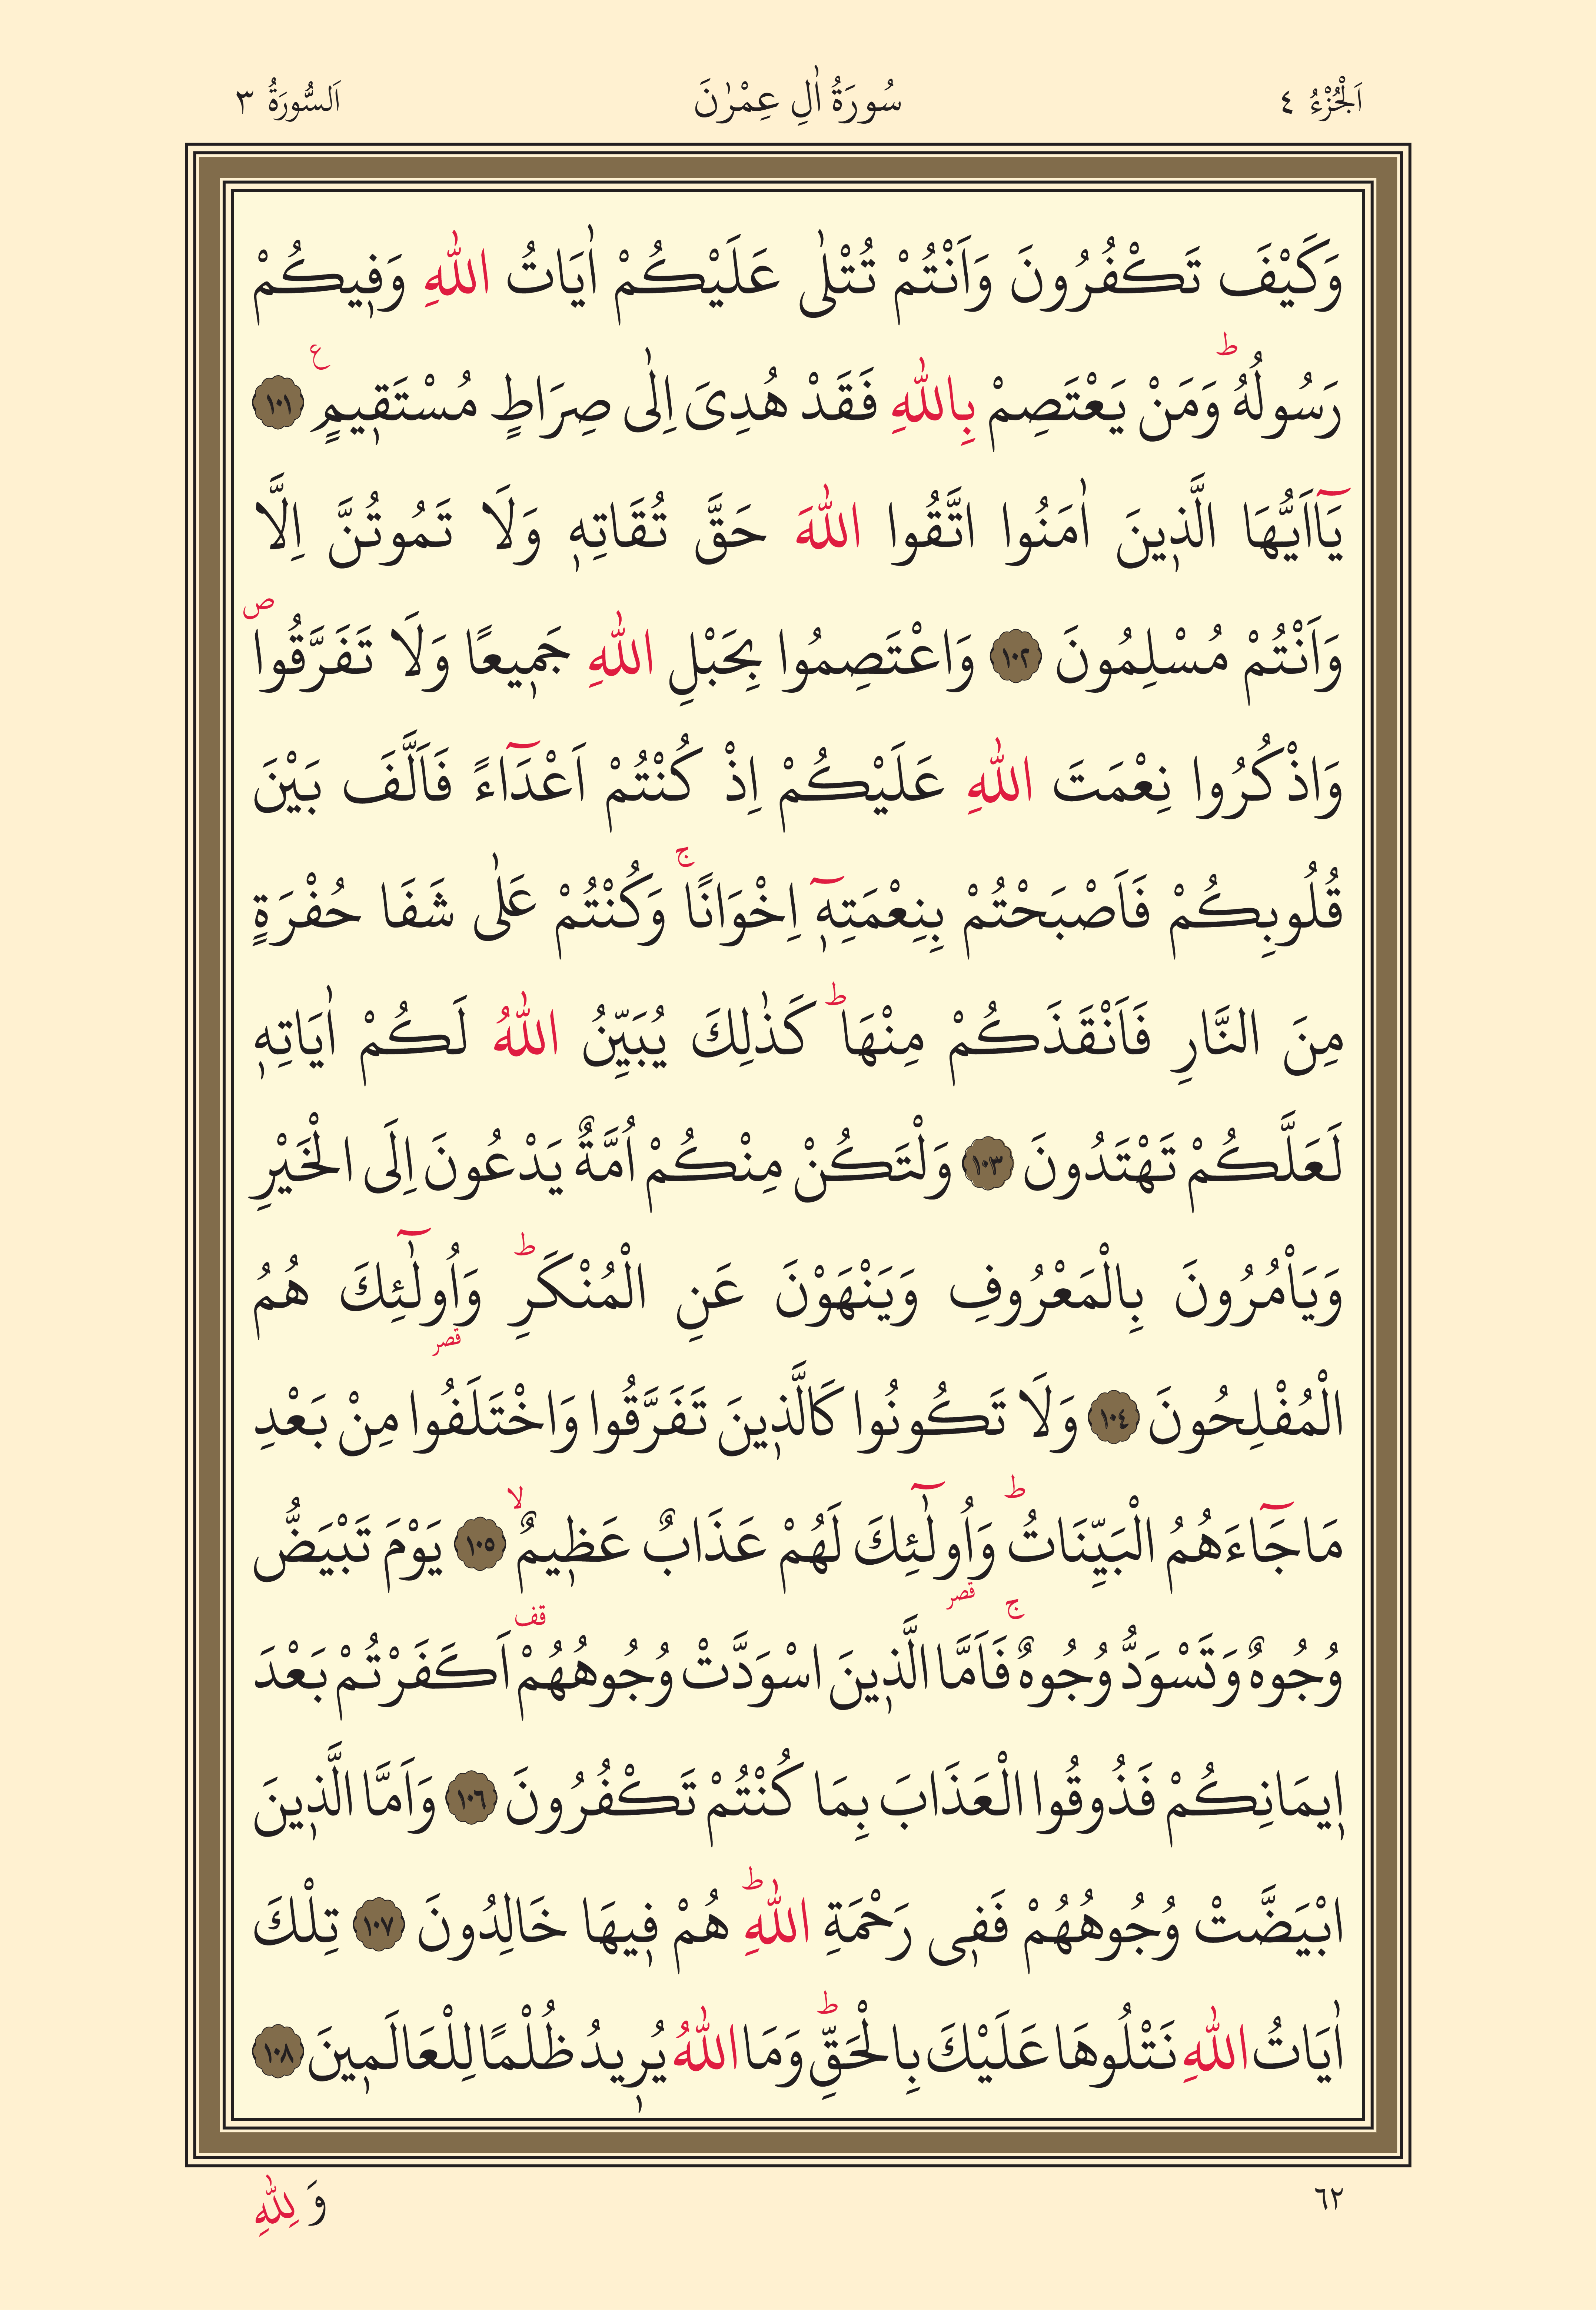 اَلْجُزْءُ ٤
سُورَةُ اٰلِ عِمْرٰنَ
اَلسُّورَةُ ٣
وَكَيْفَ تَكْفُرُونَ وَاَنْتُمْ تُتْلٰى عَلَيْكُمْ اٰيَاتُ اللّٰهِ وَفٖيكُمْ
رَسُولُهُؕ وَمَنْ يَعْتَصِمْ بِاللّٰهِ فَقَدْ هُدِىَ اِلٰى صِرَاطٍ مُسْتَقٖيمٍ ع ١٠١
يَٓااَيُّهَا الَّذٖينَ اٰمَنُوا اتَّقُوا اللّٰهَ حَقَّ تُقَاتِهٖ وَلَا تَمُوتُنَّ اِلَّا
وَاَنْتُمْ مُسْلِمُونَ ١٠٢ وَاعْتَصِمُوا بِحَبْلِ اللّٰهِ جَمٖيعًا وَلَا تَفَرَّقُوا ص
وَاذْكُرُوا نِعْمَتَ اللّٰهِ عَلَيْكُمْ اِذْ كُنْتُمْ اَعْدَٓاءً فَاَلَّفَ بَيْنَ
قُلُوبِكُمْ فَاَصْبَحْتُمْ بِنِعْمَتِهٖٓ اِخْوَانًاۚ وَكُنْتُمْ عَلٰى شَفَا حُفْرَةٍ
مِنَ النَّارِ فَاَنْقَذَكُمْ مِنْهَاؕ كَذٰلِكَ يُبَيِّنُ اللّٰهُ لَكُمْ اٰيَاتِهٖ
لَعَلَّكُمْ تَهْتَدُونَ ١٠٣ وَلْتَكُنْ مِنْكُمْ اُمَّةٌ يَدْعُونَ اِلَى الْخَيْرِ
وَيَاْمُرُونَ بِالْمَعْرُوفِ وَيَنْهَوْنَ عَنِ الْمُنْكَرِؕ وَاُولٰٓئِكَ هُمُ
قصر
الْمُفْلِحُونَ ١٠٤ وَلَا تَكُونُوا كَالَّذٖينَ تَفَرَّقُوا وَاخْتَلَفُوا مِنْ بَعْدِ
مَا جَٓاءَهُمُ الْبَيِّنَاتُؕ وَاُولٰٓئِكَ لَهُمْ عَذَابٌ عَظٖيمٌۙ ١٠٥ يَوْمَ تَبْيَضُّ
قصر
وُجُوهٌ وَتَسْوَدُّ وُجُوهٌۚ فَاَمَّا الَّذٖينَ اسْوَدَّتْ وُجُوهُهُمْ قف اَكَفَرْتُمْ بَعْدَ
اٖيمَانِكُمْ فَذُوقُوا الْعَذَابَ بِمَا كُنْتُمْ تَكْفُرُونَ ١٠٦ وَاَمَّا الَّذٖينَ
ابْيَضَّتْ وُجُوهُهُمْ فَفٖى رَحْمَةِ اللّٰهِؕ هُمْ فٖيهَا خَالِدُونَ ١٠٧ تِلْكَ
اٰيَاتُ اللّٰهِ نَتْلُوهَا عَلَيْكَ بِالْحَقِّؕ وَمَا اللّٰهُ يُرٖيدُ ظُلْمًا لِلْعَالَمٖينَ ١٠٨
٦٢
وَ لِلّٰهِ